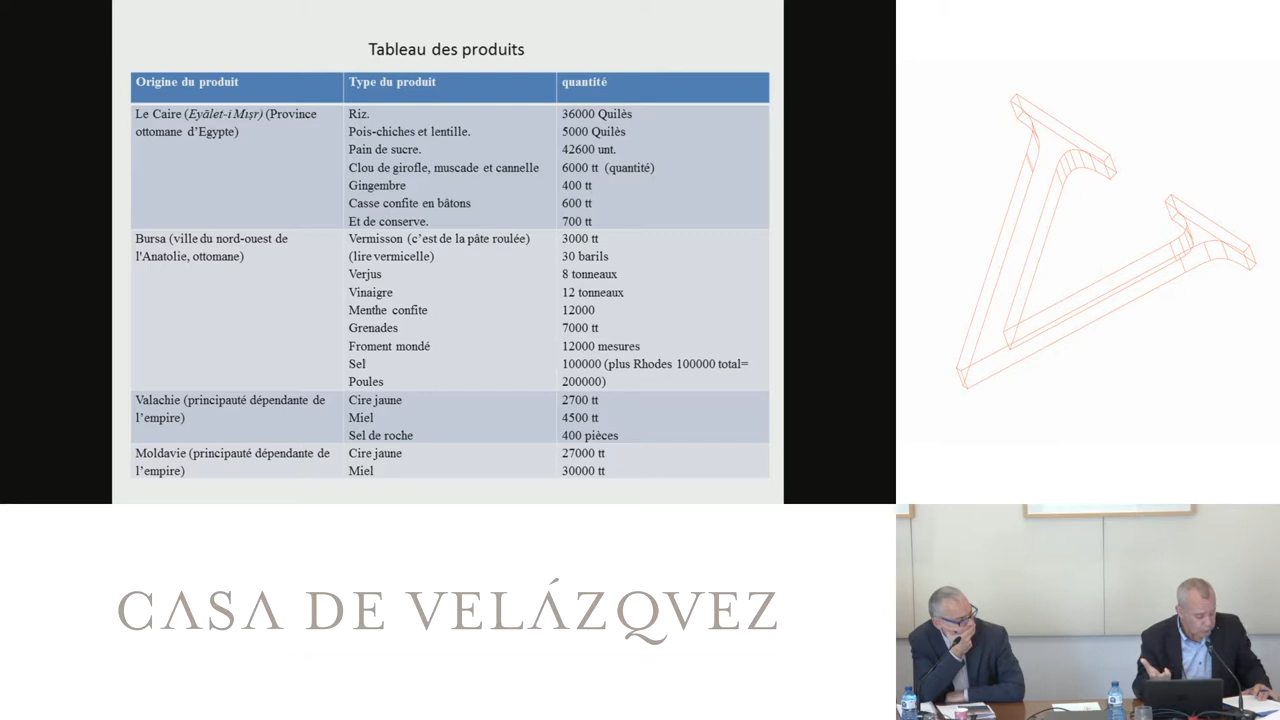 Tableau des produits
Origine du produit Type du produit quantité
Le Caire (Eyālet-i Mıṣr) (Province Riz. 36000 Quilès
ottomane d’Egypte) Pois-chiches et lentille. 5000 Quilès
Pain de sucre. 42600 unt.
Clou de girofle, muscade et cannelle 6000 tt (quantité)
Gingembre 400 tt
Casse confite en bâtons 600 tt
Et de conserve. 700 tt
Bursa (ville du nord-ouest de Vermisson (c’est de la pâte roulée) 3000 tt
l'Anatolie, ottomane) (lire vermicelle) 30 barils
Verjus 8 tonneaux
Vinaigre 12 tonneaux
Menthe confite 12000
Grenades 7000 tt
Froment mondé 12000 mesures
Sel 100000 (plus Rhodes 100000 total=
Poules 200000)
Valachie (principauté dépendante de Cire jaune 2700 tt
l’empire) Miel 4500 tt
Sel de roche 400 pièces
Moldavie (principauté dépendante de Cire jaune 27000 tt
l’empire) Miel 30000 tt
CASA DE VELÁZQVEZ